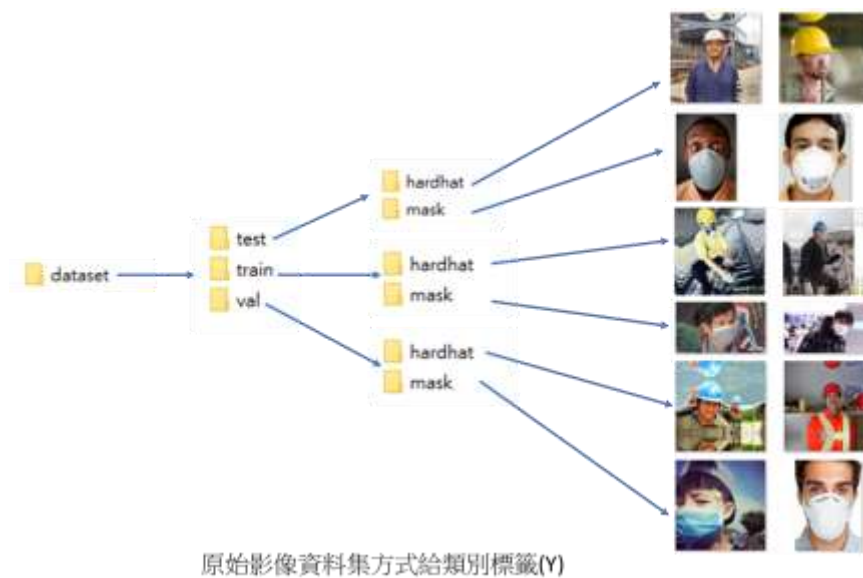 hardhat
mask
test
train
val
dataset
hardhat
mask
hardhat
mask
原始影像資料集方式給類別標籤(Y)